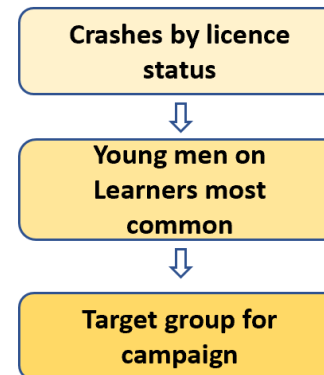 Crashes by licence
status
Young men on
Learners most
common
Target group for
campaign